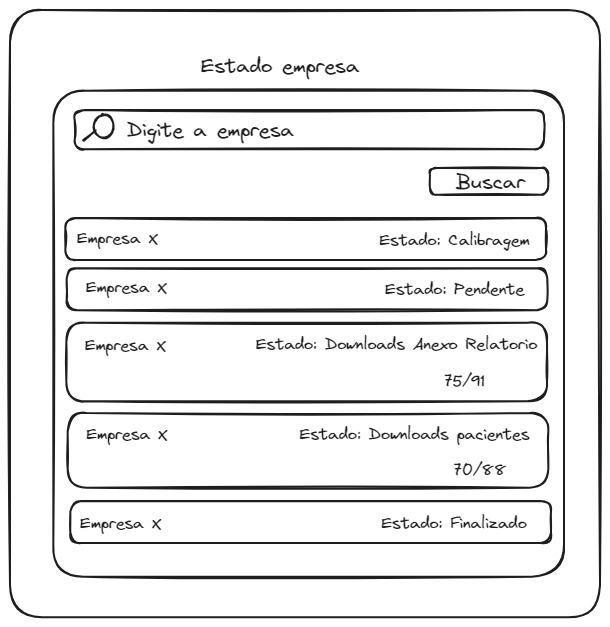 Estado empresa
Digite a empresa
Buscar
Empresa X Estado: Calibragem
Empresa X Estado: Pendente
Empresa X Estado: Downloads Anexo Relatorio
75/91
Empresa X Estado: Downloads pacientes
70/88
Empresa X Estado: Finalizado